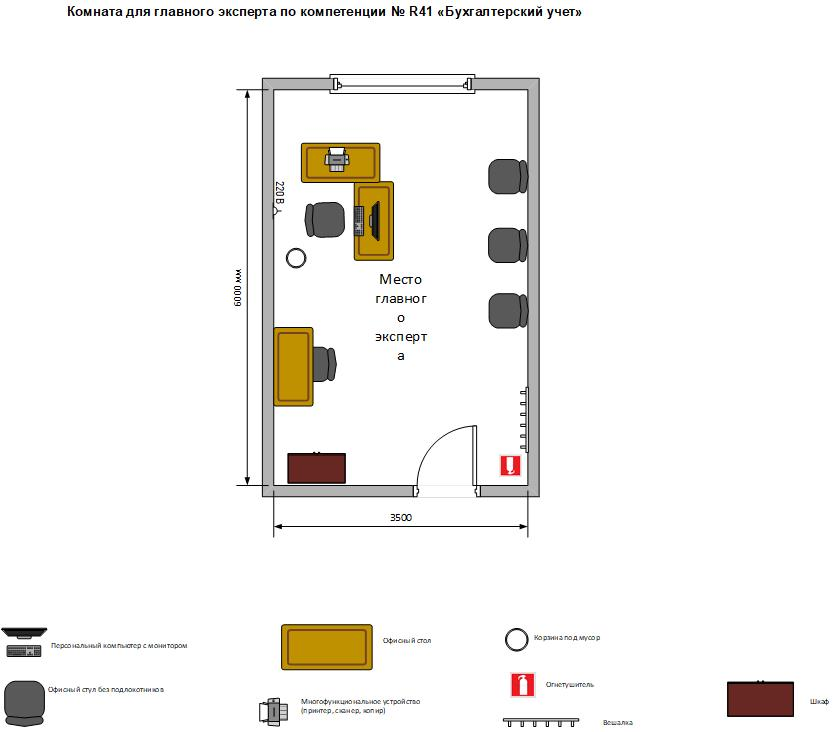 Комната для главного эксперта по компетенции № R41 «Бухгалтерский учет»
220 В
6000 мм
Место
главног
о
эксперт
а
3500
Персональный компьютер с монитором
Офисный стол
Корзина под мусор
Офисный стул без подлокотников
Огнетушитель
Многофункциональное устройство
(принтер, сканер, копир)
Шкаф
Вешалка